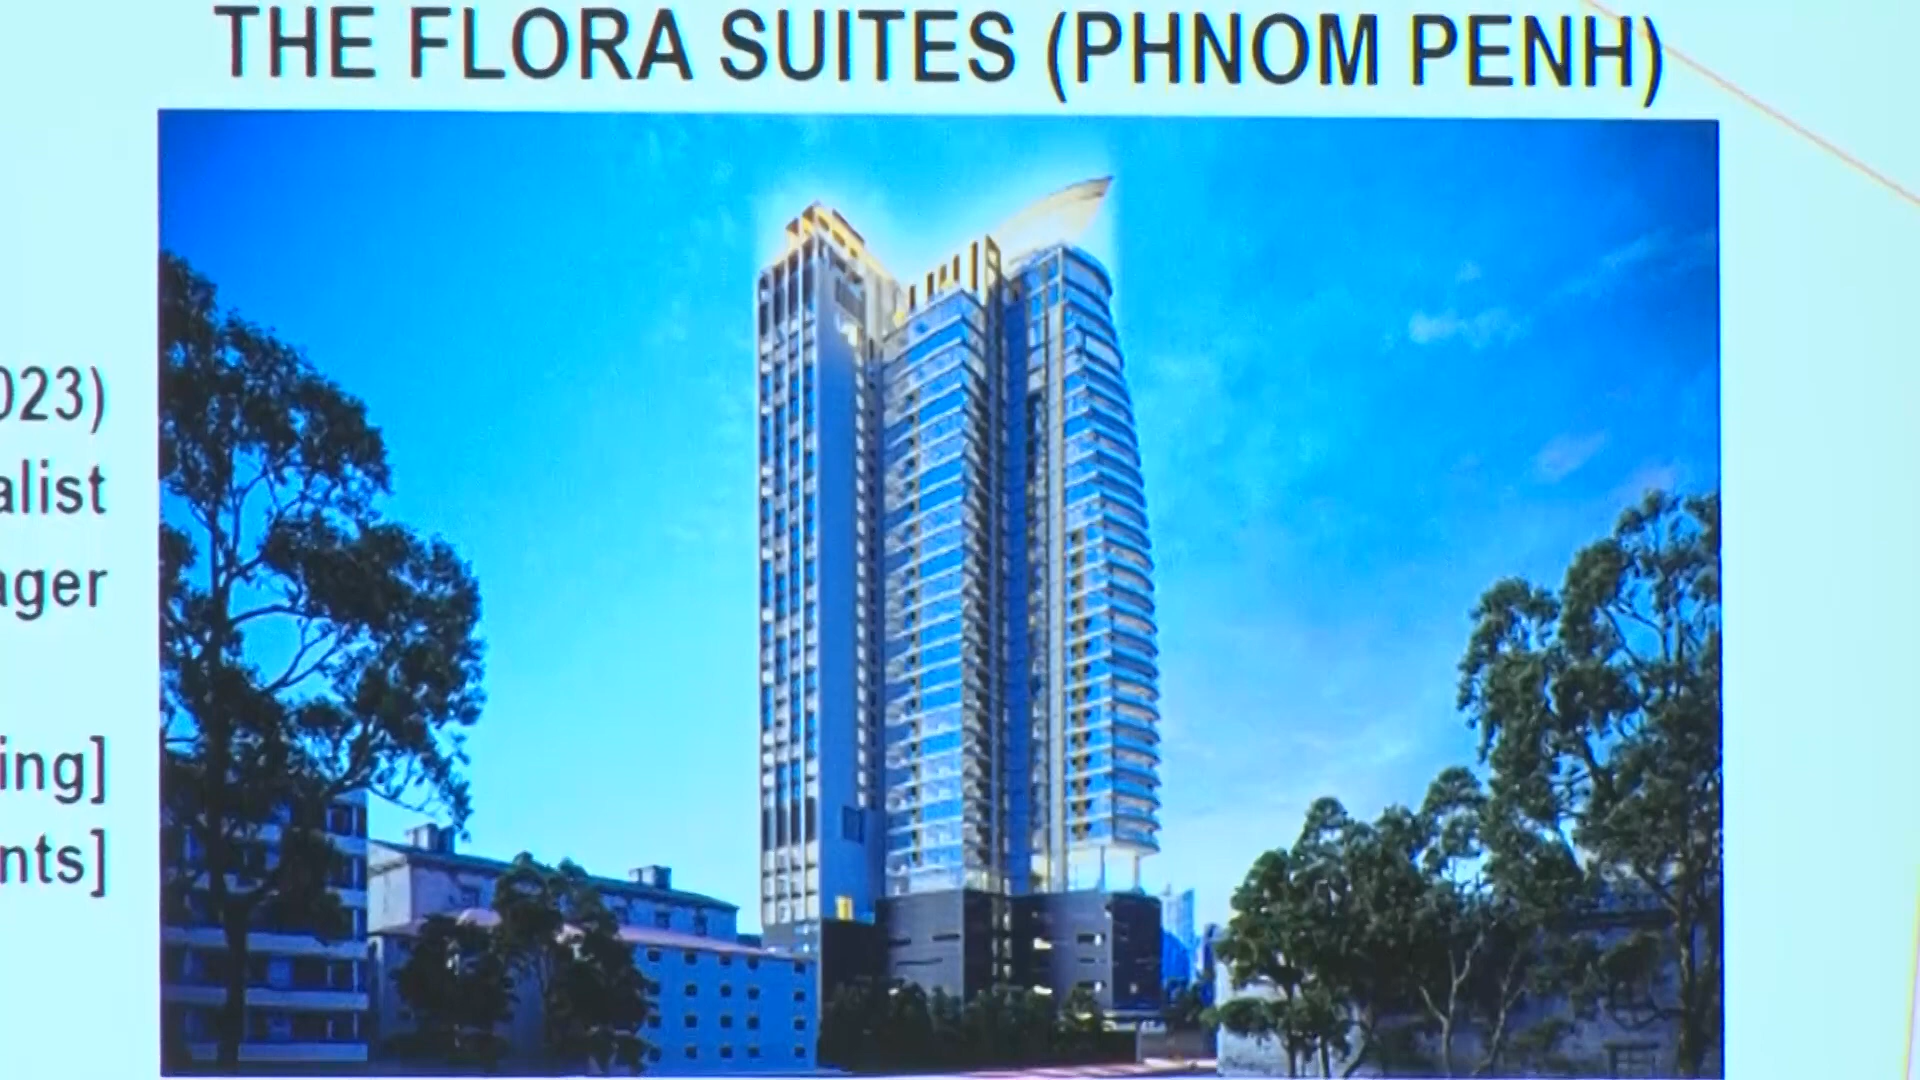 THE FLORA SUITES (PHNOM PENH)
023)
alist
ager
ing]
nts]